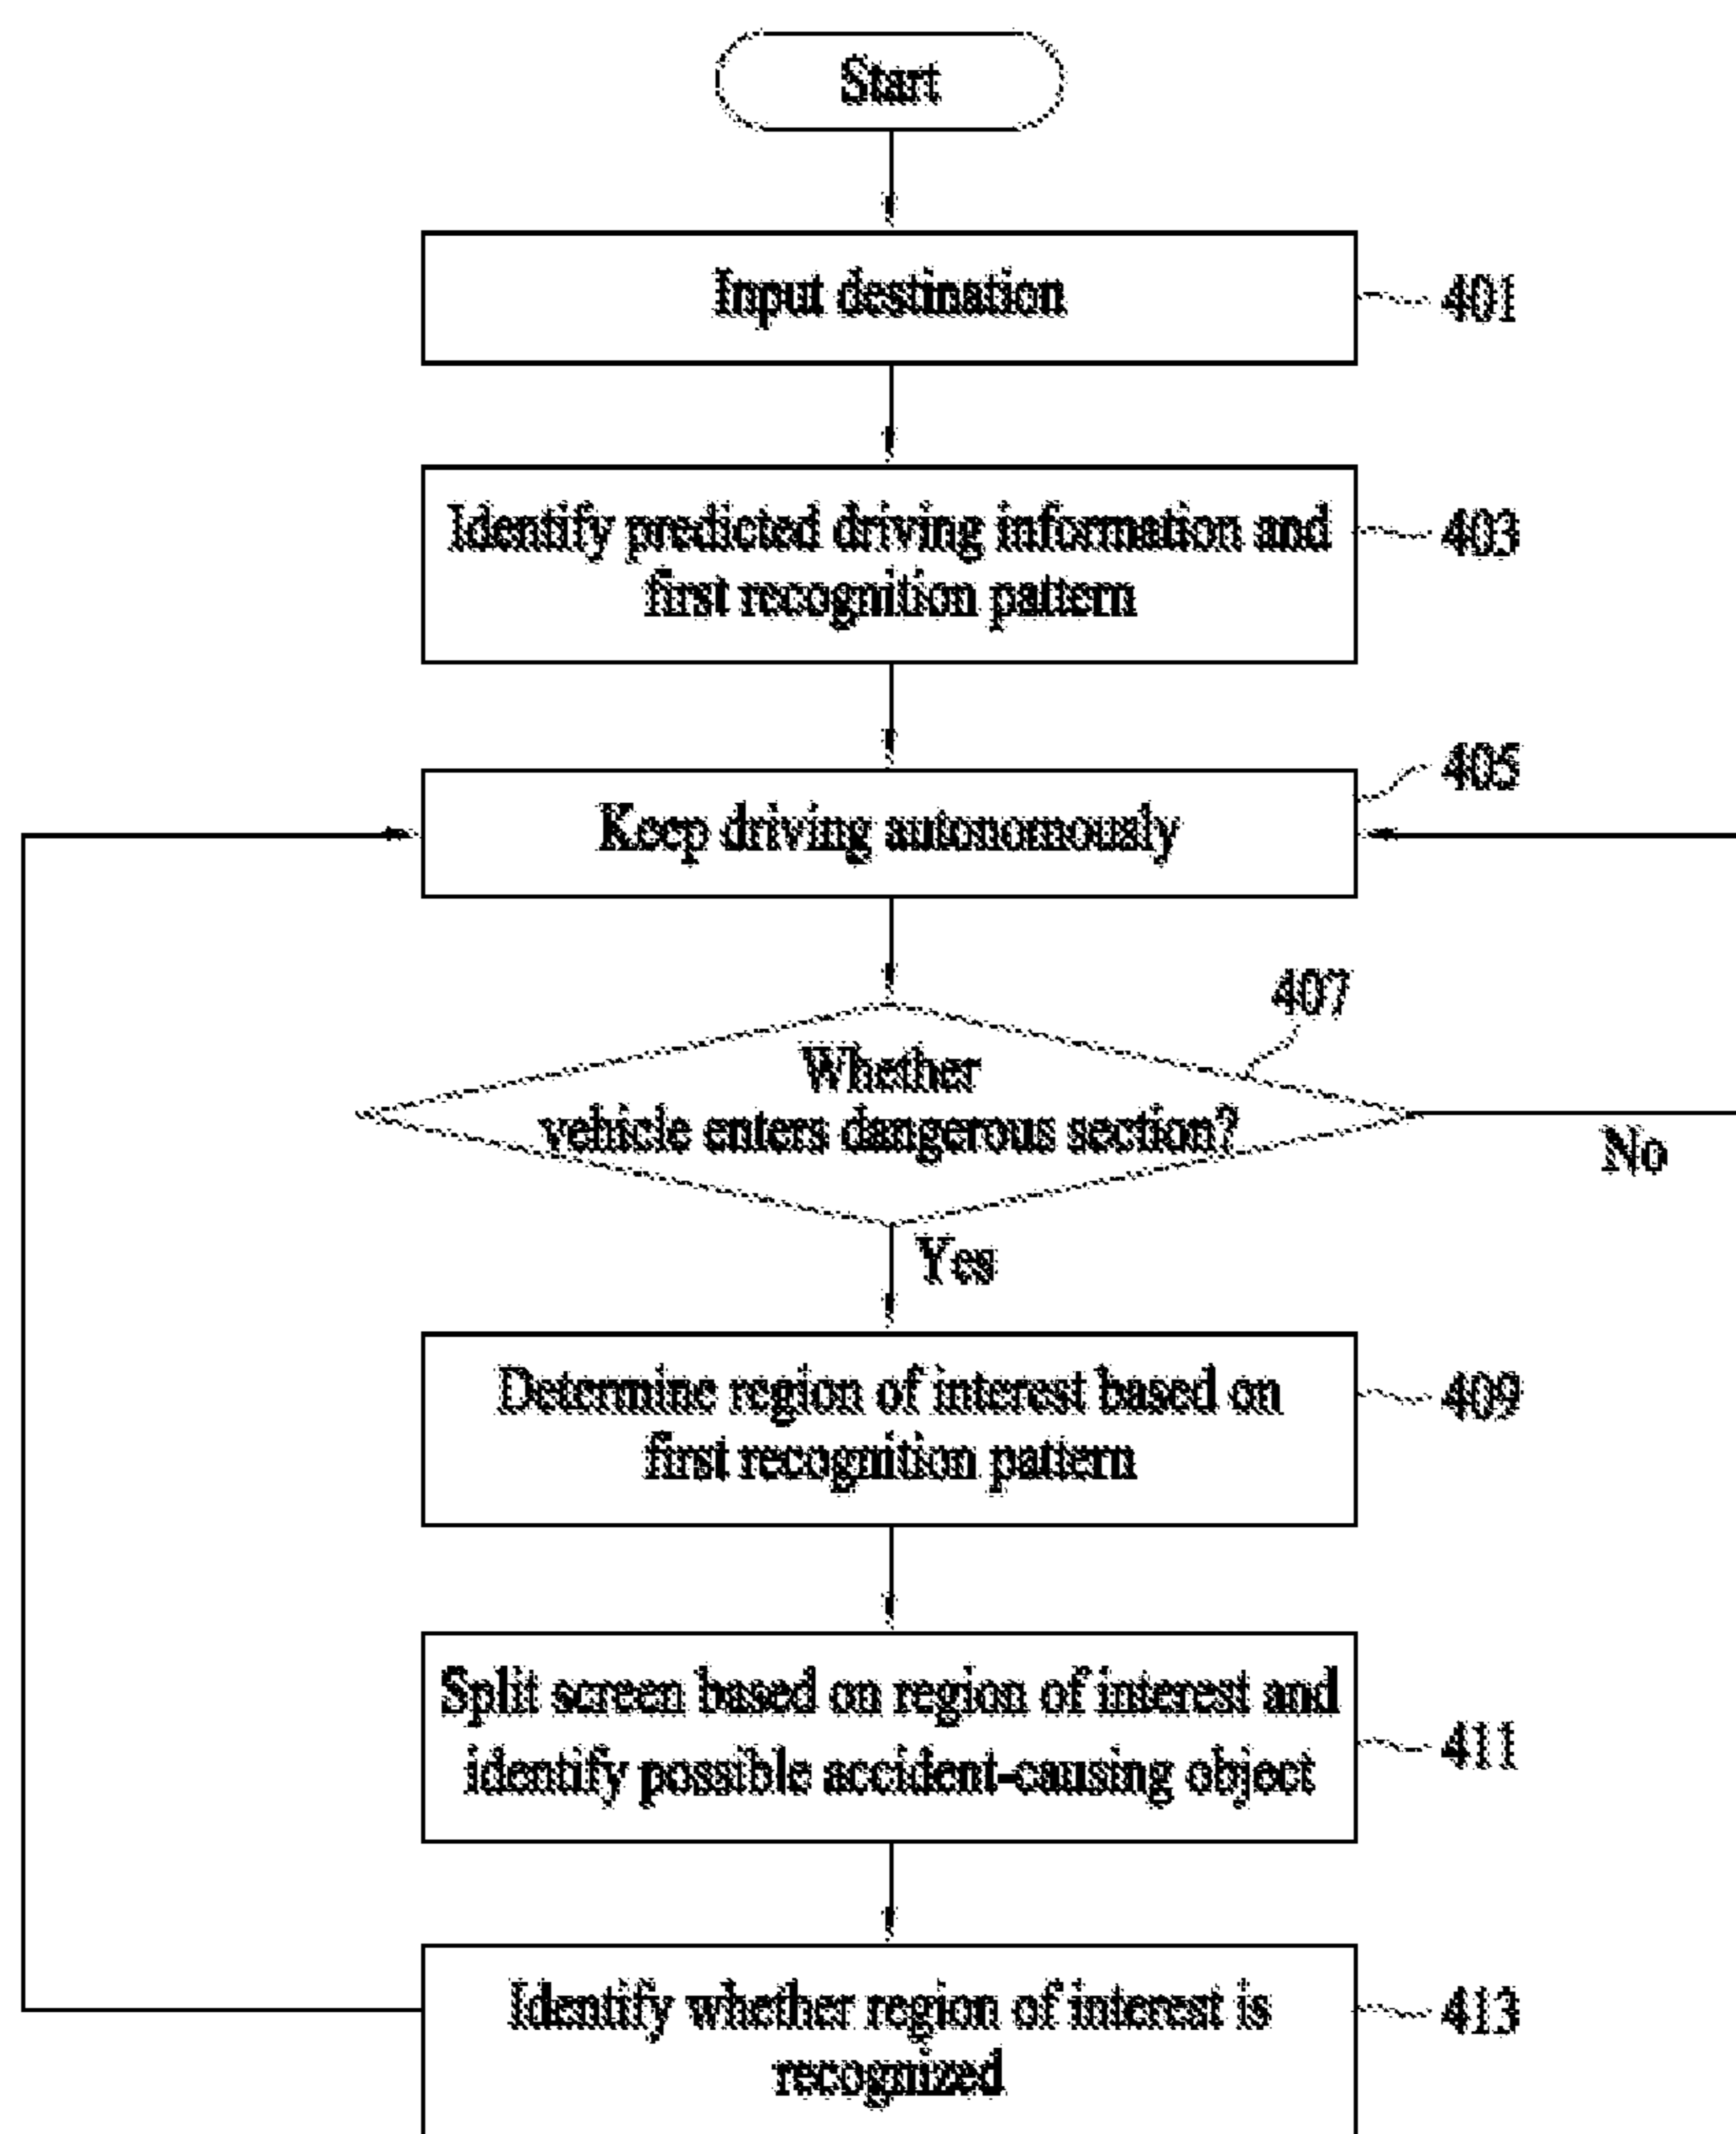 Start
Input destination
401
Identify predicted driving information and
first recognition pattern
403
405
Keep driving autonomously
407
Whether
vehicle enters dangerous section?
No
Yes
Determine region of interest based on
first recognition pattern
409
Split screen based on region of interest and
identify possible accident-causing object
411
Identify whether region of interest is
recognized
413